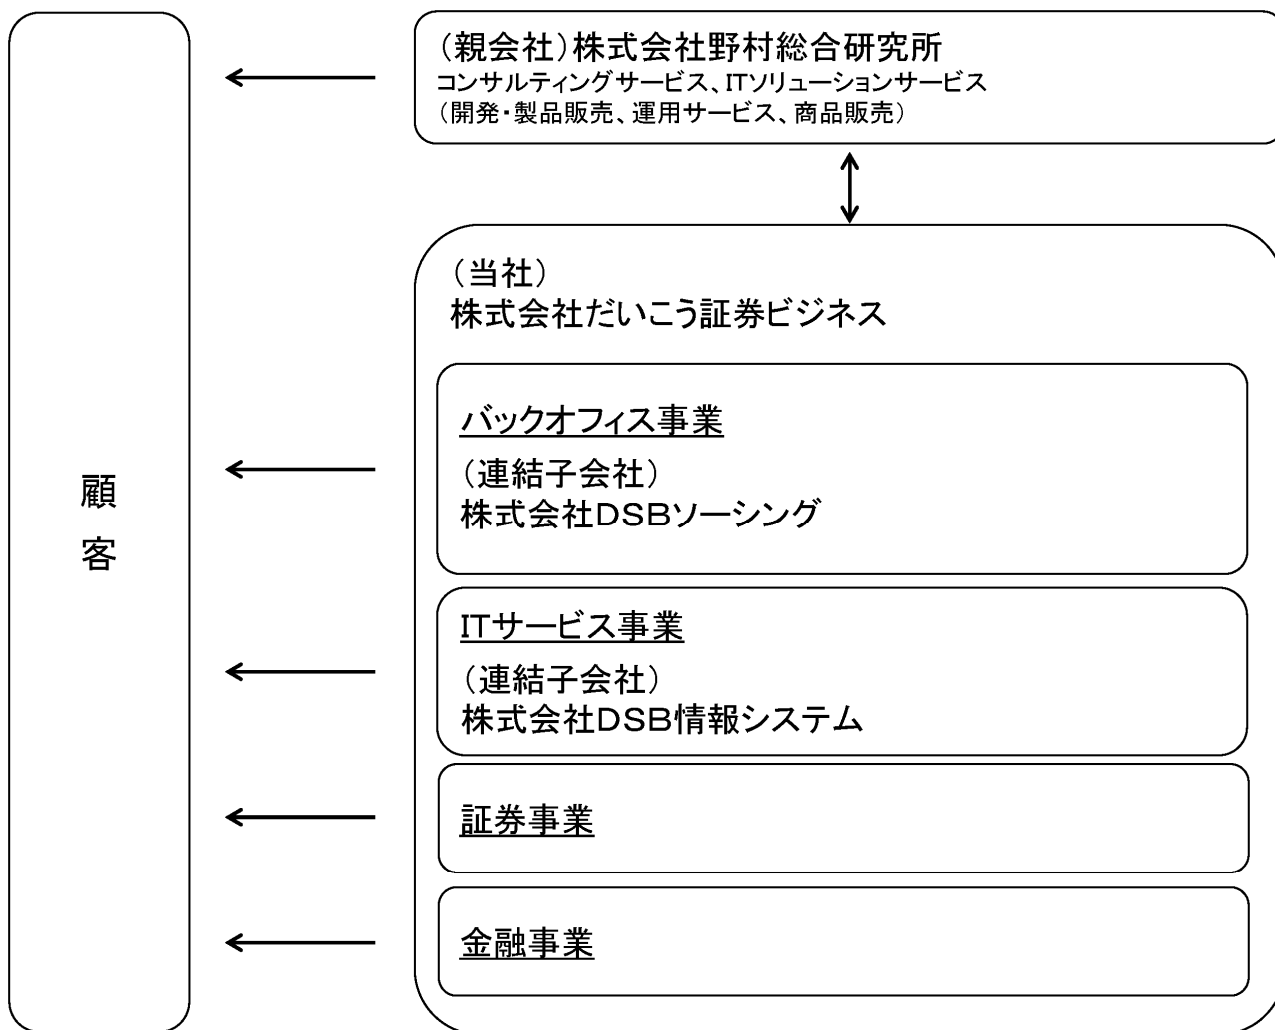 顧
客
（親会社）株式会社野村総合研究所
コンサルティングサービス、ITソリューションサービス
（開発・製品販売、運用サービス、商品販売）
（当社）
株式会社だいこう証券ビジネス
バックオフィス事業
（連結子会社）
株式会社DSBソーシング
ITサービス事業
（連結子会社）
株式会社DSB情報システム
証券事業
金融事業